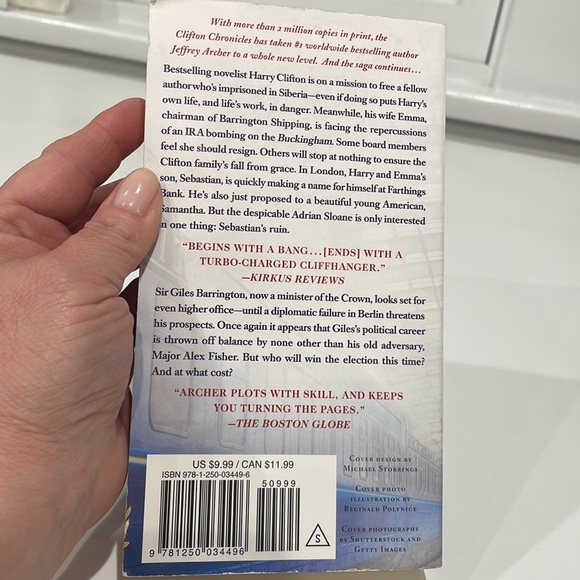 With more than 2 million copies in print, the
Clifton Chronicles has taken #1 worldwide bestselling author
Jeffrey Archer to a whole new level. And the saga continues…
Bestselling novelist Harry Clifton is on a mission to free a fellow
author who's imprisoned in Siberia—even if doing so puts Harry's
own life, and life's work, in danger. Meanwhile, his wife Emma,
chairman of Barrington Shipping, is facing the repercussions
of an IRA bombing on the Buckingham. Some board members
feel she should resign. Others will stop at nothing to ensure the
Clifton family's fall from grace. In London, Harry and Emma's
son, Sebastian, is quickly making a name for himself at Farthings
Bank. He's also just proposed to a beautiful young American,
Samantha. But the despicable Adrian Sloane is only interested
in one thing: Sebastian's ruin.
"BEGINS WITH A BANG…[ENDS] WITH A
TURBO-CHARGED CLIFFHANGER."
—KIRKUS REVIEWS
Sir Giles Barrington, now a minister of the Crown, looks set for
even higher office—until a diplomatic failure in Berlin threatens
his prospects. Once again it appears that Giles's political career
is thrown off balance by none other than his old adversary,
Major Alex Fisher. But who will win the election this time?
And at what cost?
"ARCHER PLOTS WITH SKILL, AND KEEPS
YOU TURNING THE PAGES."
—THE BOSTON GLOBE
US $9.99 / CAN $11.99
ISBN 978-1-250-03449-6
50999
S
9 781250 034496
COVER DESIGN BY
MICHAEL STORRINGS
COVER PHOTO
ILLUSTRATION BY
REGINALD POLYNICE
COVER PHOTOGRAPHS
BY SHUTTERSTOCK AND
GETTY IMAGES